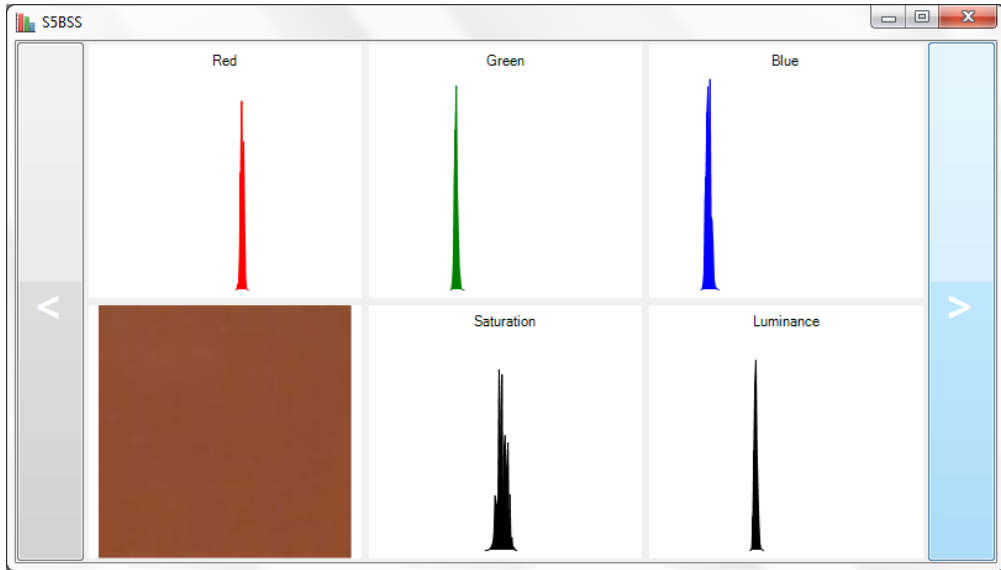 S5BSS
Red
Green
Blue
<
>
Saturation
Luminance